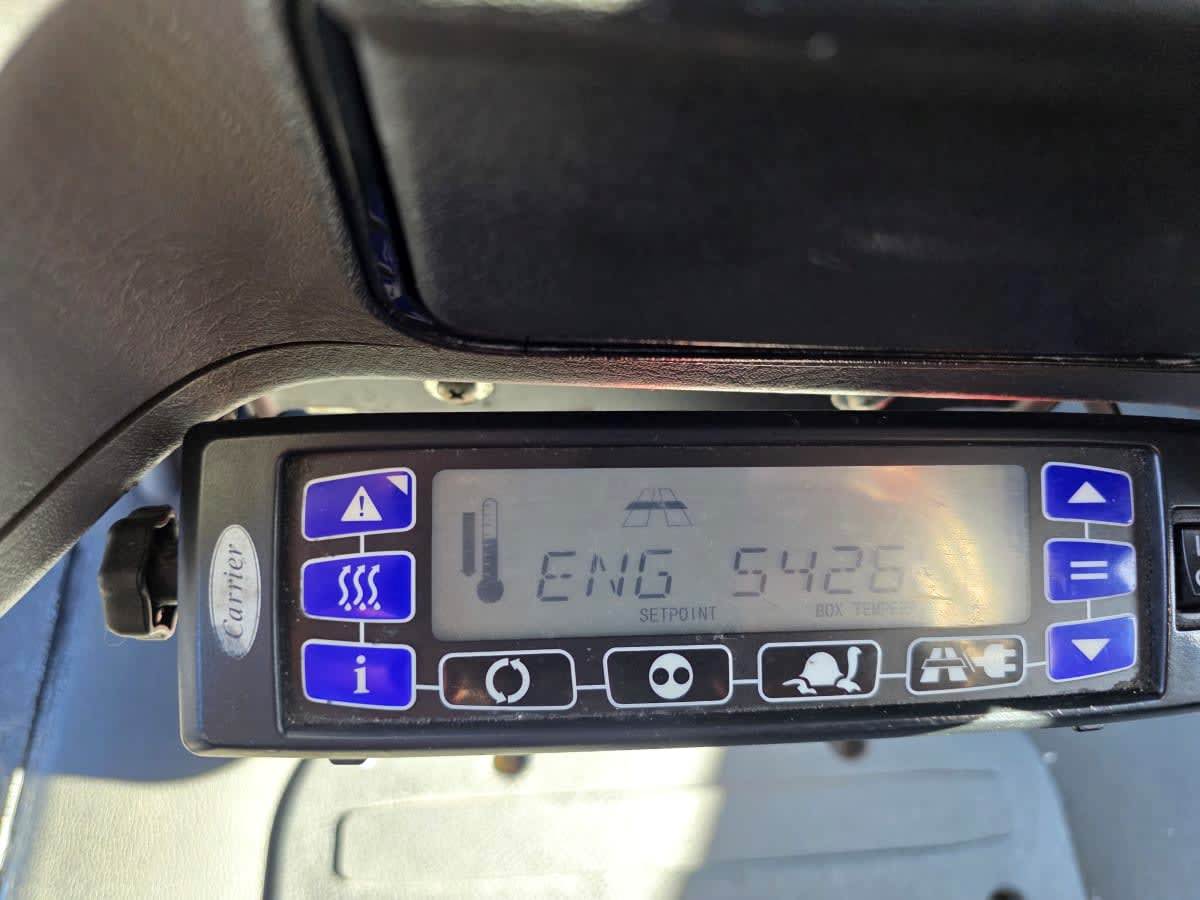 Carrier
ENG 5426
SETPOINT
i